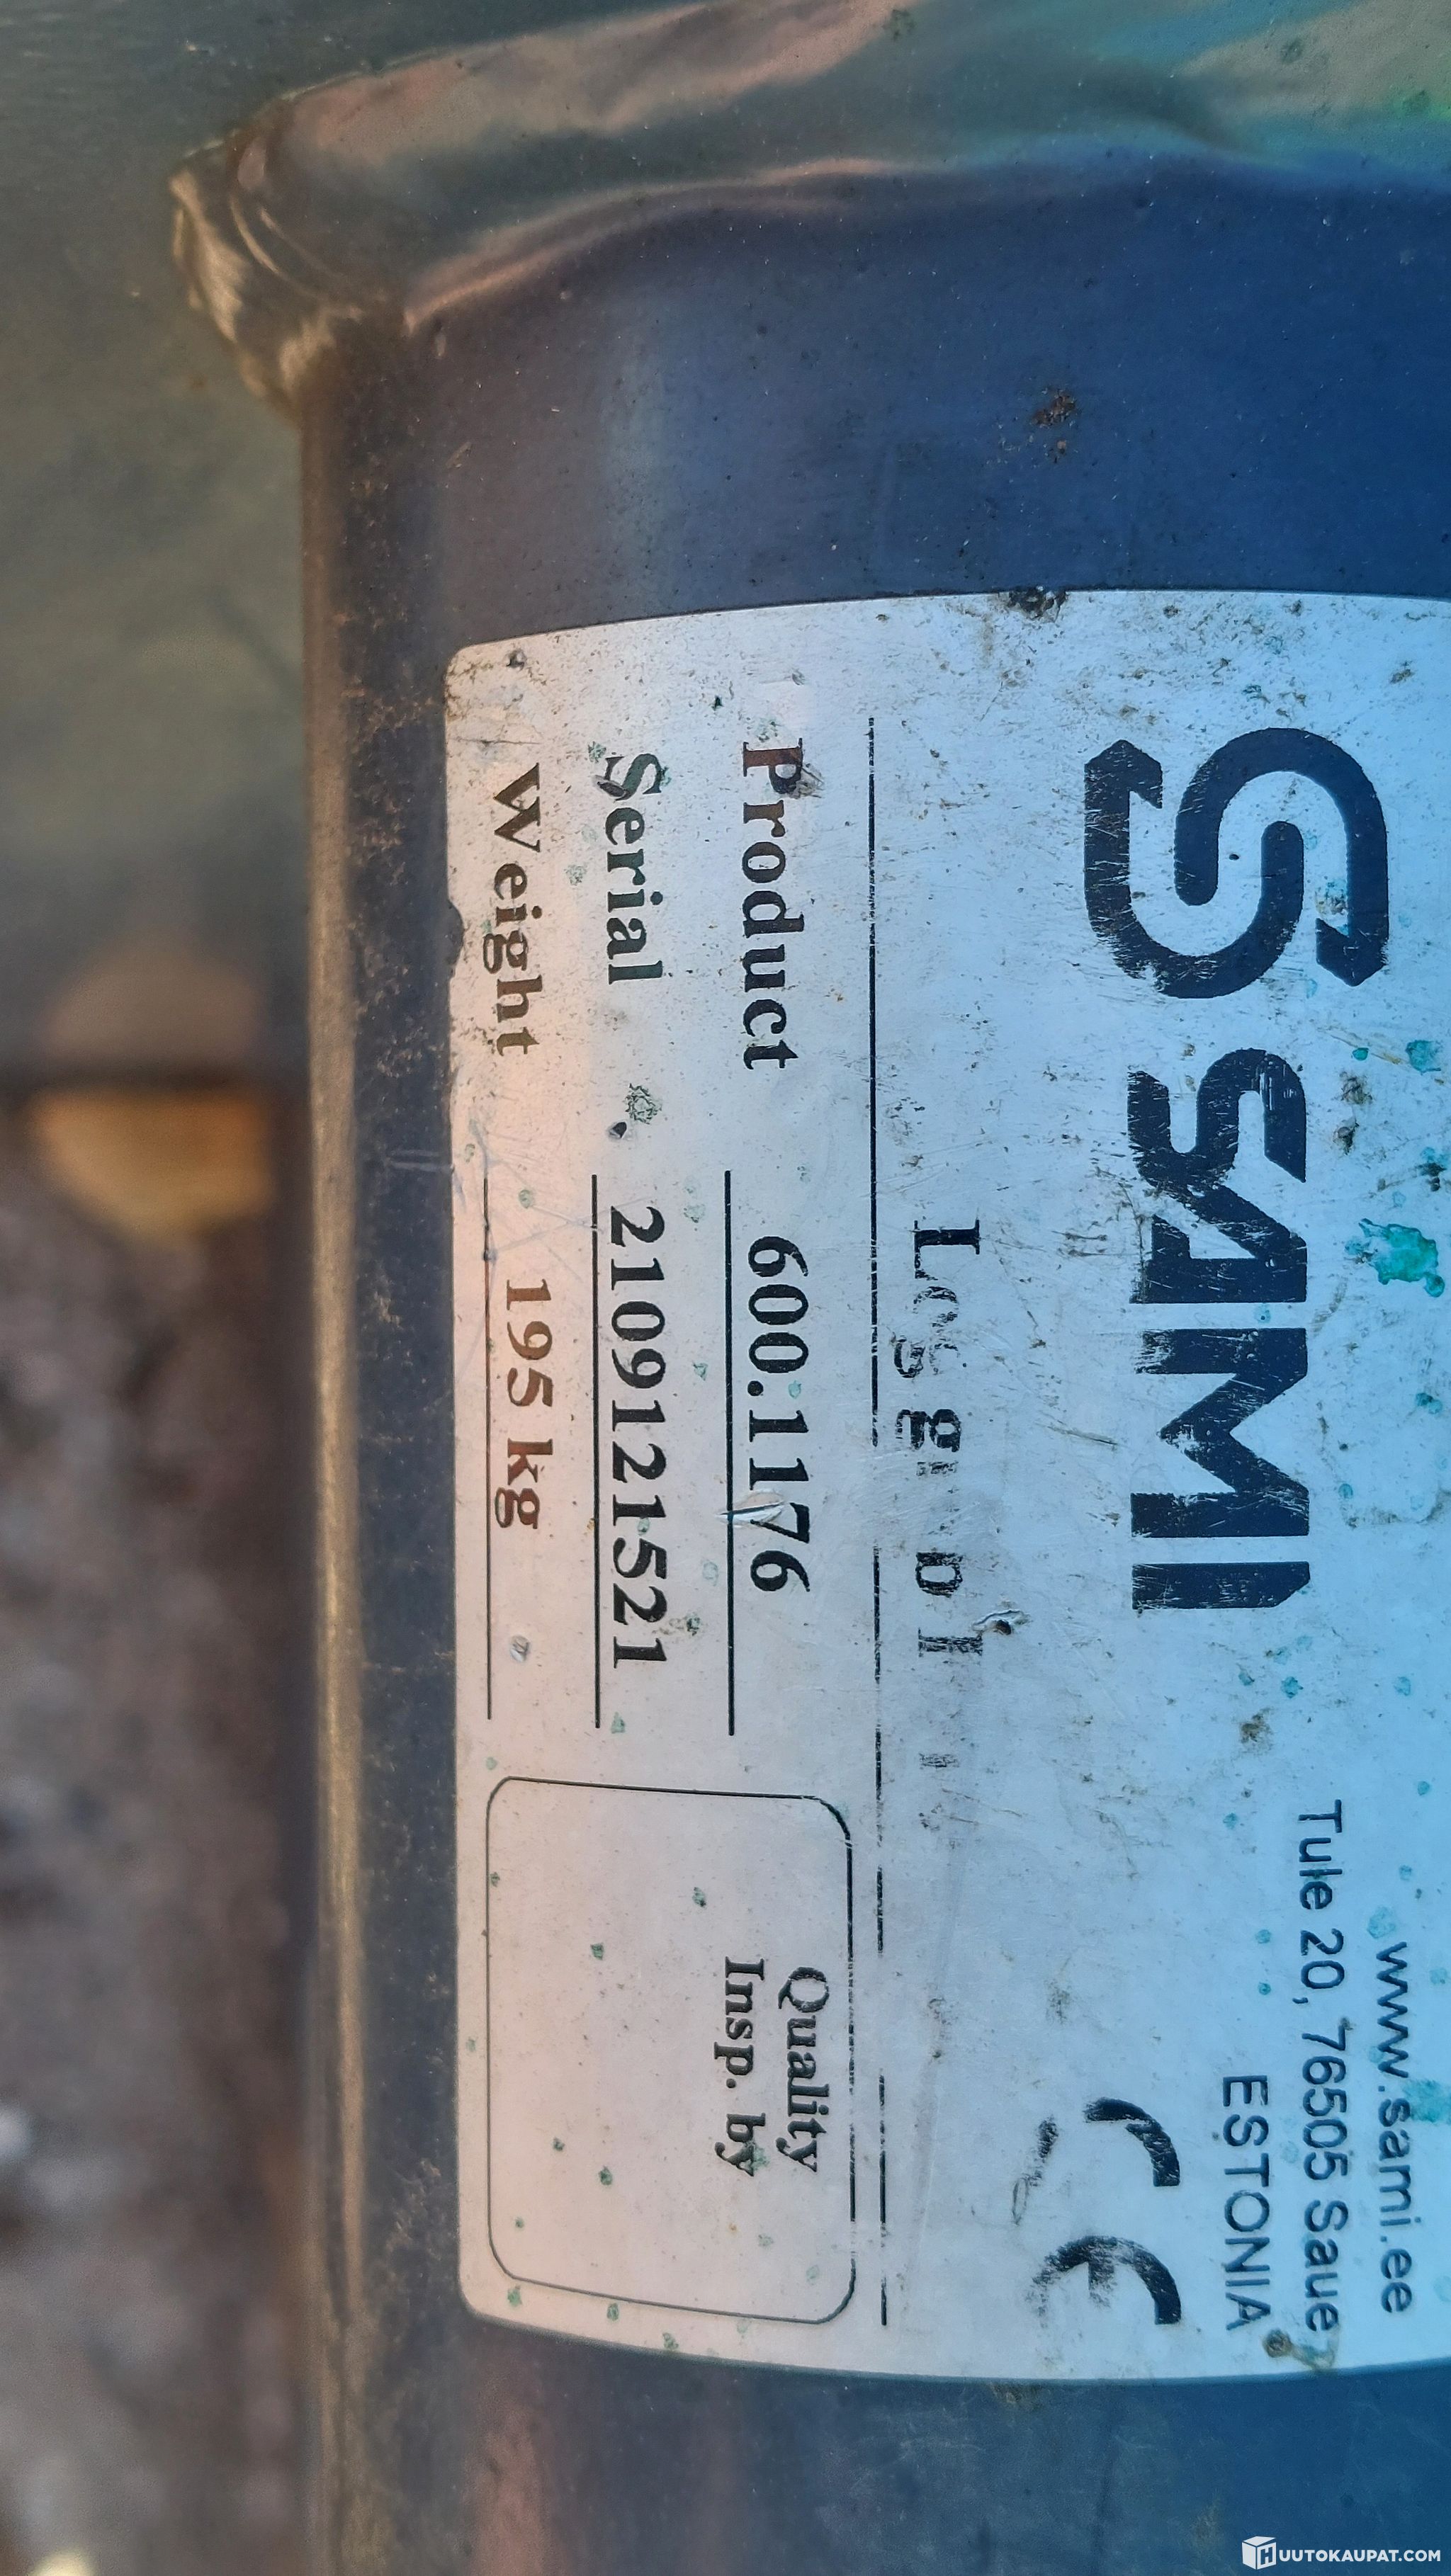 SAMI
www.sami.ee
Tule 20, 76505 Saue
ESTONIA
CE
Product 600.1176
Serial 2109121521
Weight 195 kg
Quality
Insp. by
HUUTOKAUPAT.COM